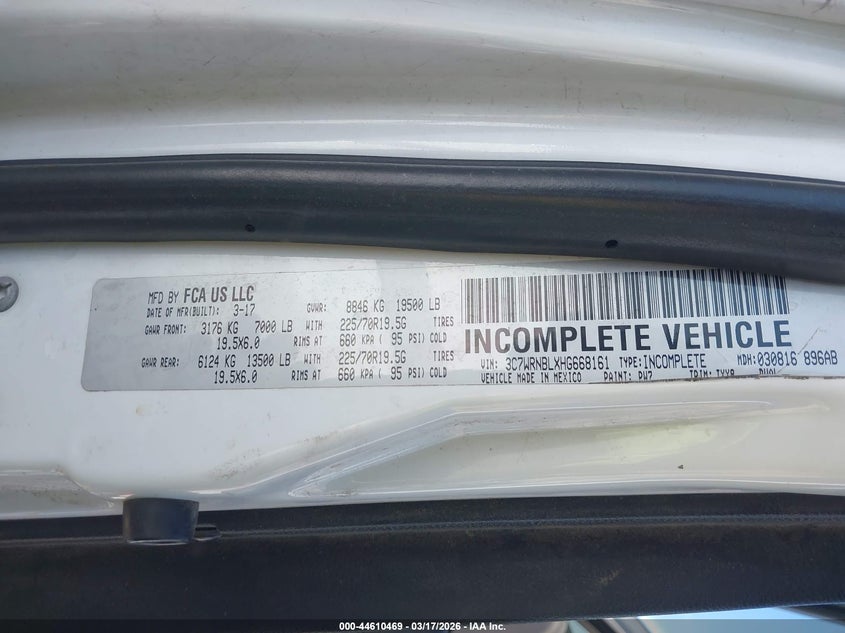 MFD BY FCA US LLC
DATE OF MFR(BUILT): 3-17 GVWR: 8846 KG 19500 LB
GAWR FRONT: 3176 KG 7000 LB WITH 225/70R19.5G TIRES
19.5X6.0 RIMS AT 660 KPA ( 95 PSI) COLD
GAWR REAR: 6124 KG 13500 LB WITH 225/70R19.5G TIRES
19.5X6.0 RIMS AT 660 KPA ( 95 PSI) COLD
INCOMPLETE VEHICLE
VIN: 3C7WRNBLXHG668161 TYPE:INCOMPLETE MDH:030816 896AB
VEHICLE MADE IN MEXICO PAINT: PW7 TRIM:
000-44610469 - 03/17/2026 - IAA Inc.